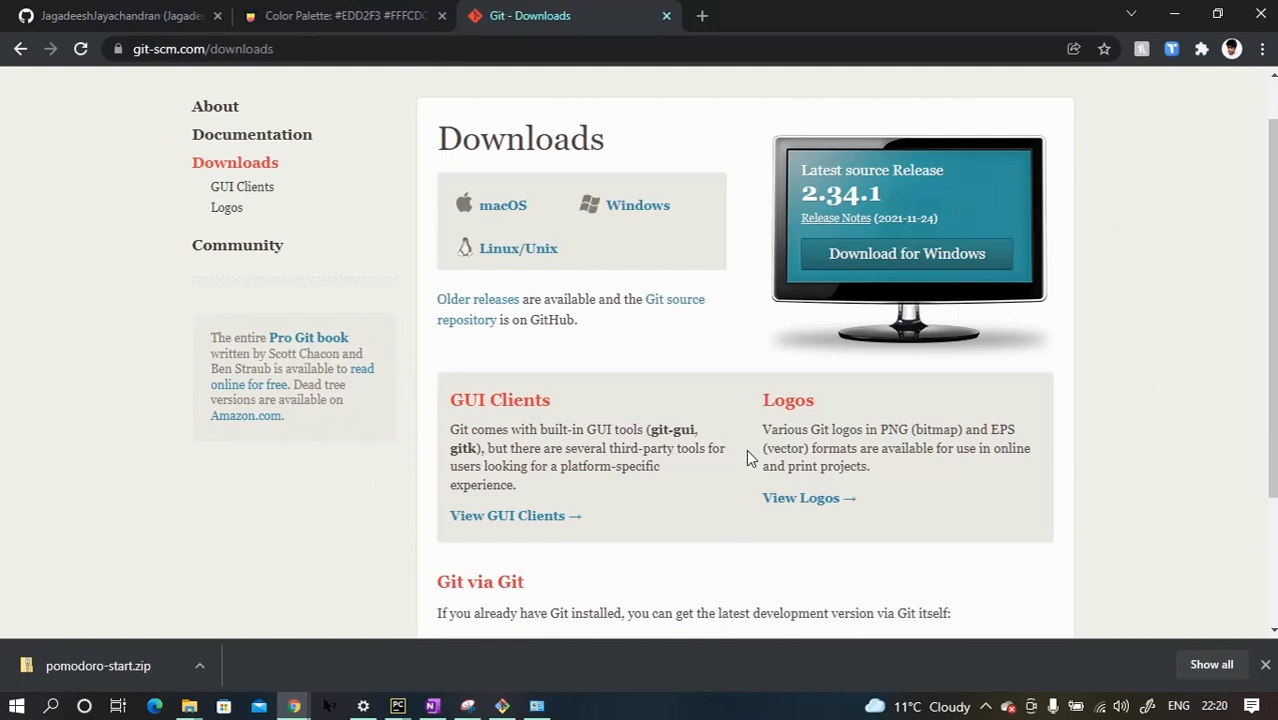 JagadeeshJayachandran (Jagadee
Color Palette: #EDD2F3 #FFFCDC
Git - Downloads
git-scm.com/downloads
About
Documentation
Downloads
GUI Clients
Logos
Community
The entire Pro Git book
written by Scott Chacon and
Ben Straub is available to read
online for free. Dead tree
versions are available on
Amazon.com.
Downloads
macOS
Windows
Linux/Unix
Older releases are available and the Git source
repository is on GitHub.
Latest source Release
2.34.1
Release Notes (2021-11-24)
Download for Windows
GUI Clients
Git comes with built-in GUI tools (git-gui,
gitk), but there are several third-party tools for
users looking for a platform-specific
experience.
View GUI Clients →
Logos
Various Git logos in PNG (bitmap) and EPS
(vector) formats are available for use in online
and print projects.
View Logos →
Git via Git
If you already have Git installed, you can get the latest development version via Git itself:
pomodoro-start.zip
Show all
PC
N
11°C Cloudy
ENG
22:20